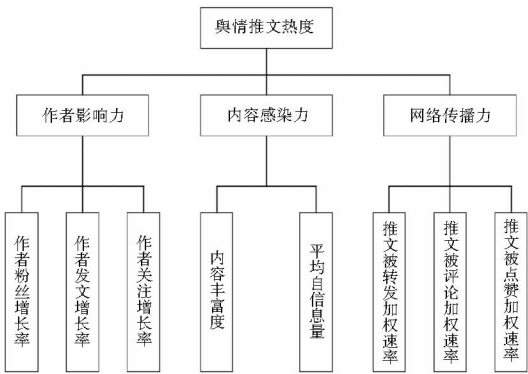 舆情推文热度
作者影响力
内容感染力
网络传播力
作者粉丝增长率
作者发文增长率
作者关注增长率
内容丰富度
平均自信息量
推文被转发加权速率
推文被评论加权速率
推文被点赞加权速率